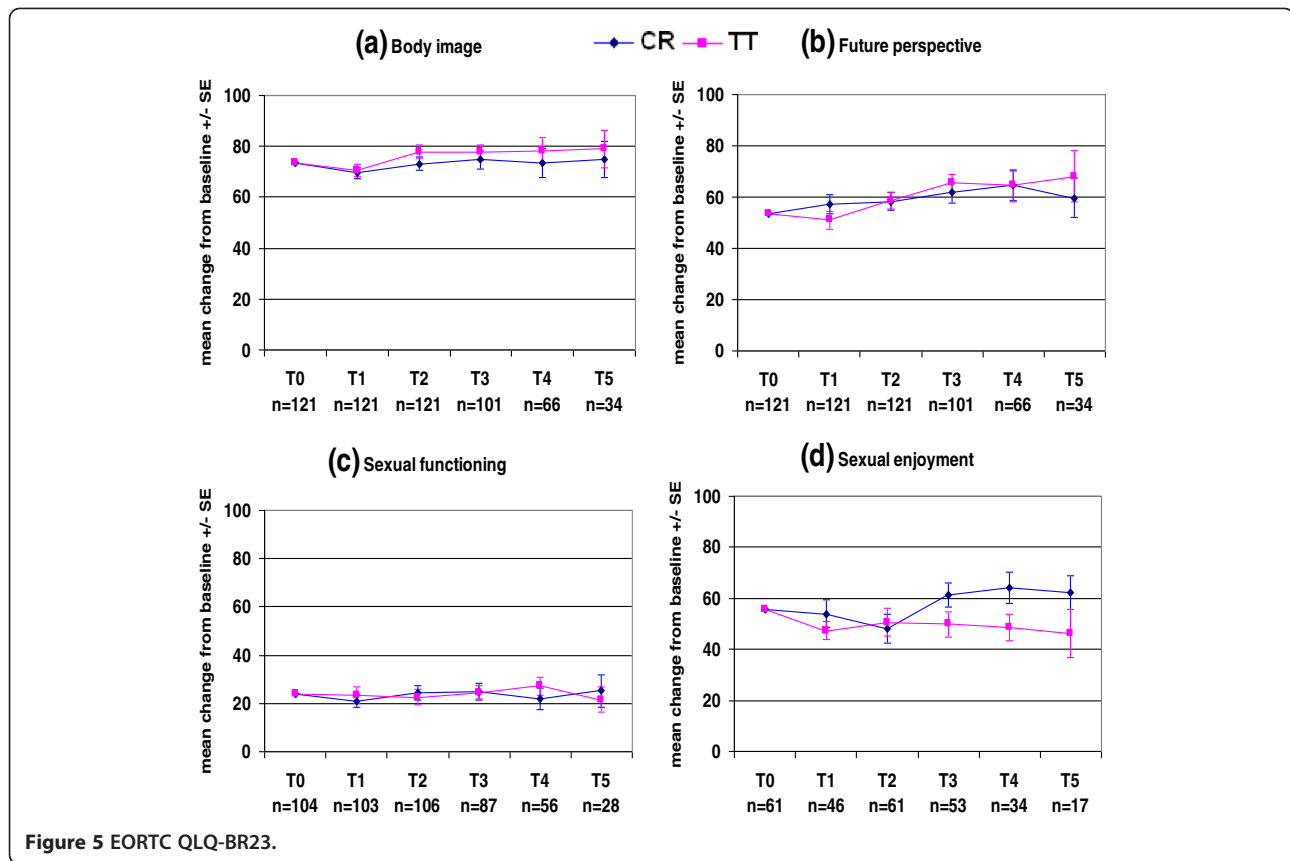 (a) Body image
CR TT
(b) Future perspective
mean change from baseline +/- SE
100
80
60
40
20
0
T0 T1 T2 T3 T4 T5
n=121 n=121 n=121 n=101 n=66 n=34
mean change from baseline +/- SE
100
80
60
40
20
0
T0 T1 T2 T3 T4 T5
n=121 n=121 n=121 n=101 n=66 n=34
(c) Sexual functioning
mean change from baseline +/- SE
100
80
60
40
20
0
T0 T1 T2 T3 T4 T5
n=104 n=103 n=106 n=87 n=56 n=28
(d) Sexual enjoyment
mean change from baseline +/- SE
100
80
60
40
20
0
T0 T1 T2 T3 T4 T5
n=61 n=46 n=61 n=53 n=34 n=17
Figure 5 EORTC QLQ-BR23.